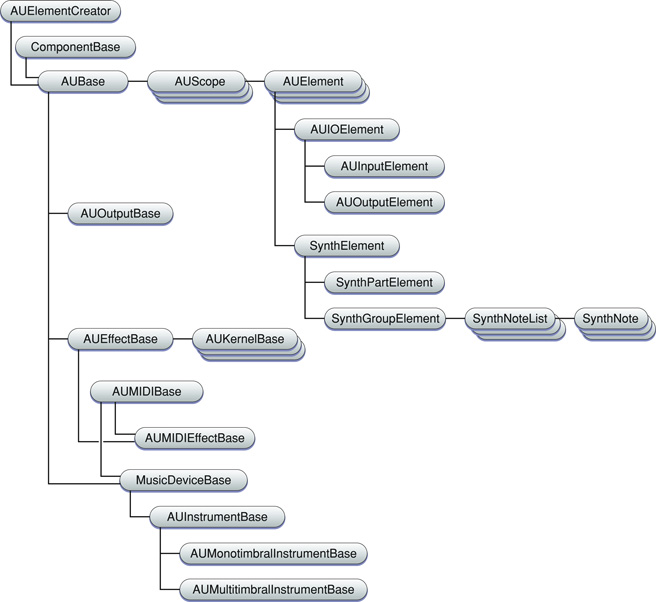 AUElementCreator
ComponentBase
AUBase
AUScope
AUElement
AUIOElement
AUInputElement
AUOutputElement
AUOutputBase
SynthElement
SynthPartElement
SynthGroupElement
SynthNoteList
SynthNote
AUEffectBase
AUKernelBase
AUMIDIBase
AUMIDIEffectBase
MusicDeviceBase
AUInstrumentBase
AUMonotimbralInstrumentBase
AUMultitimbralInstrumentBase